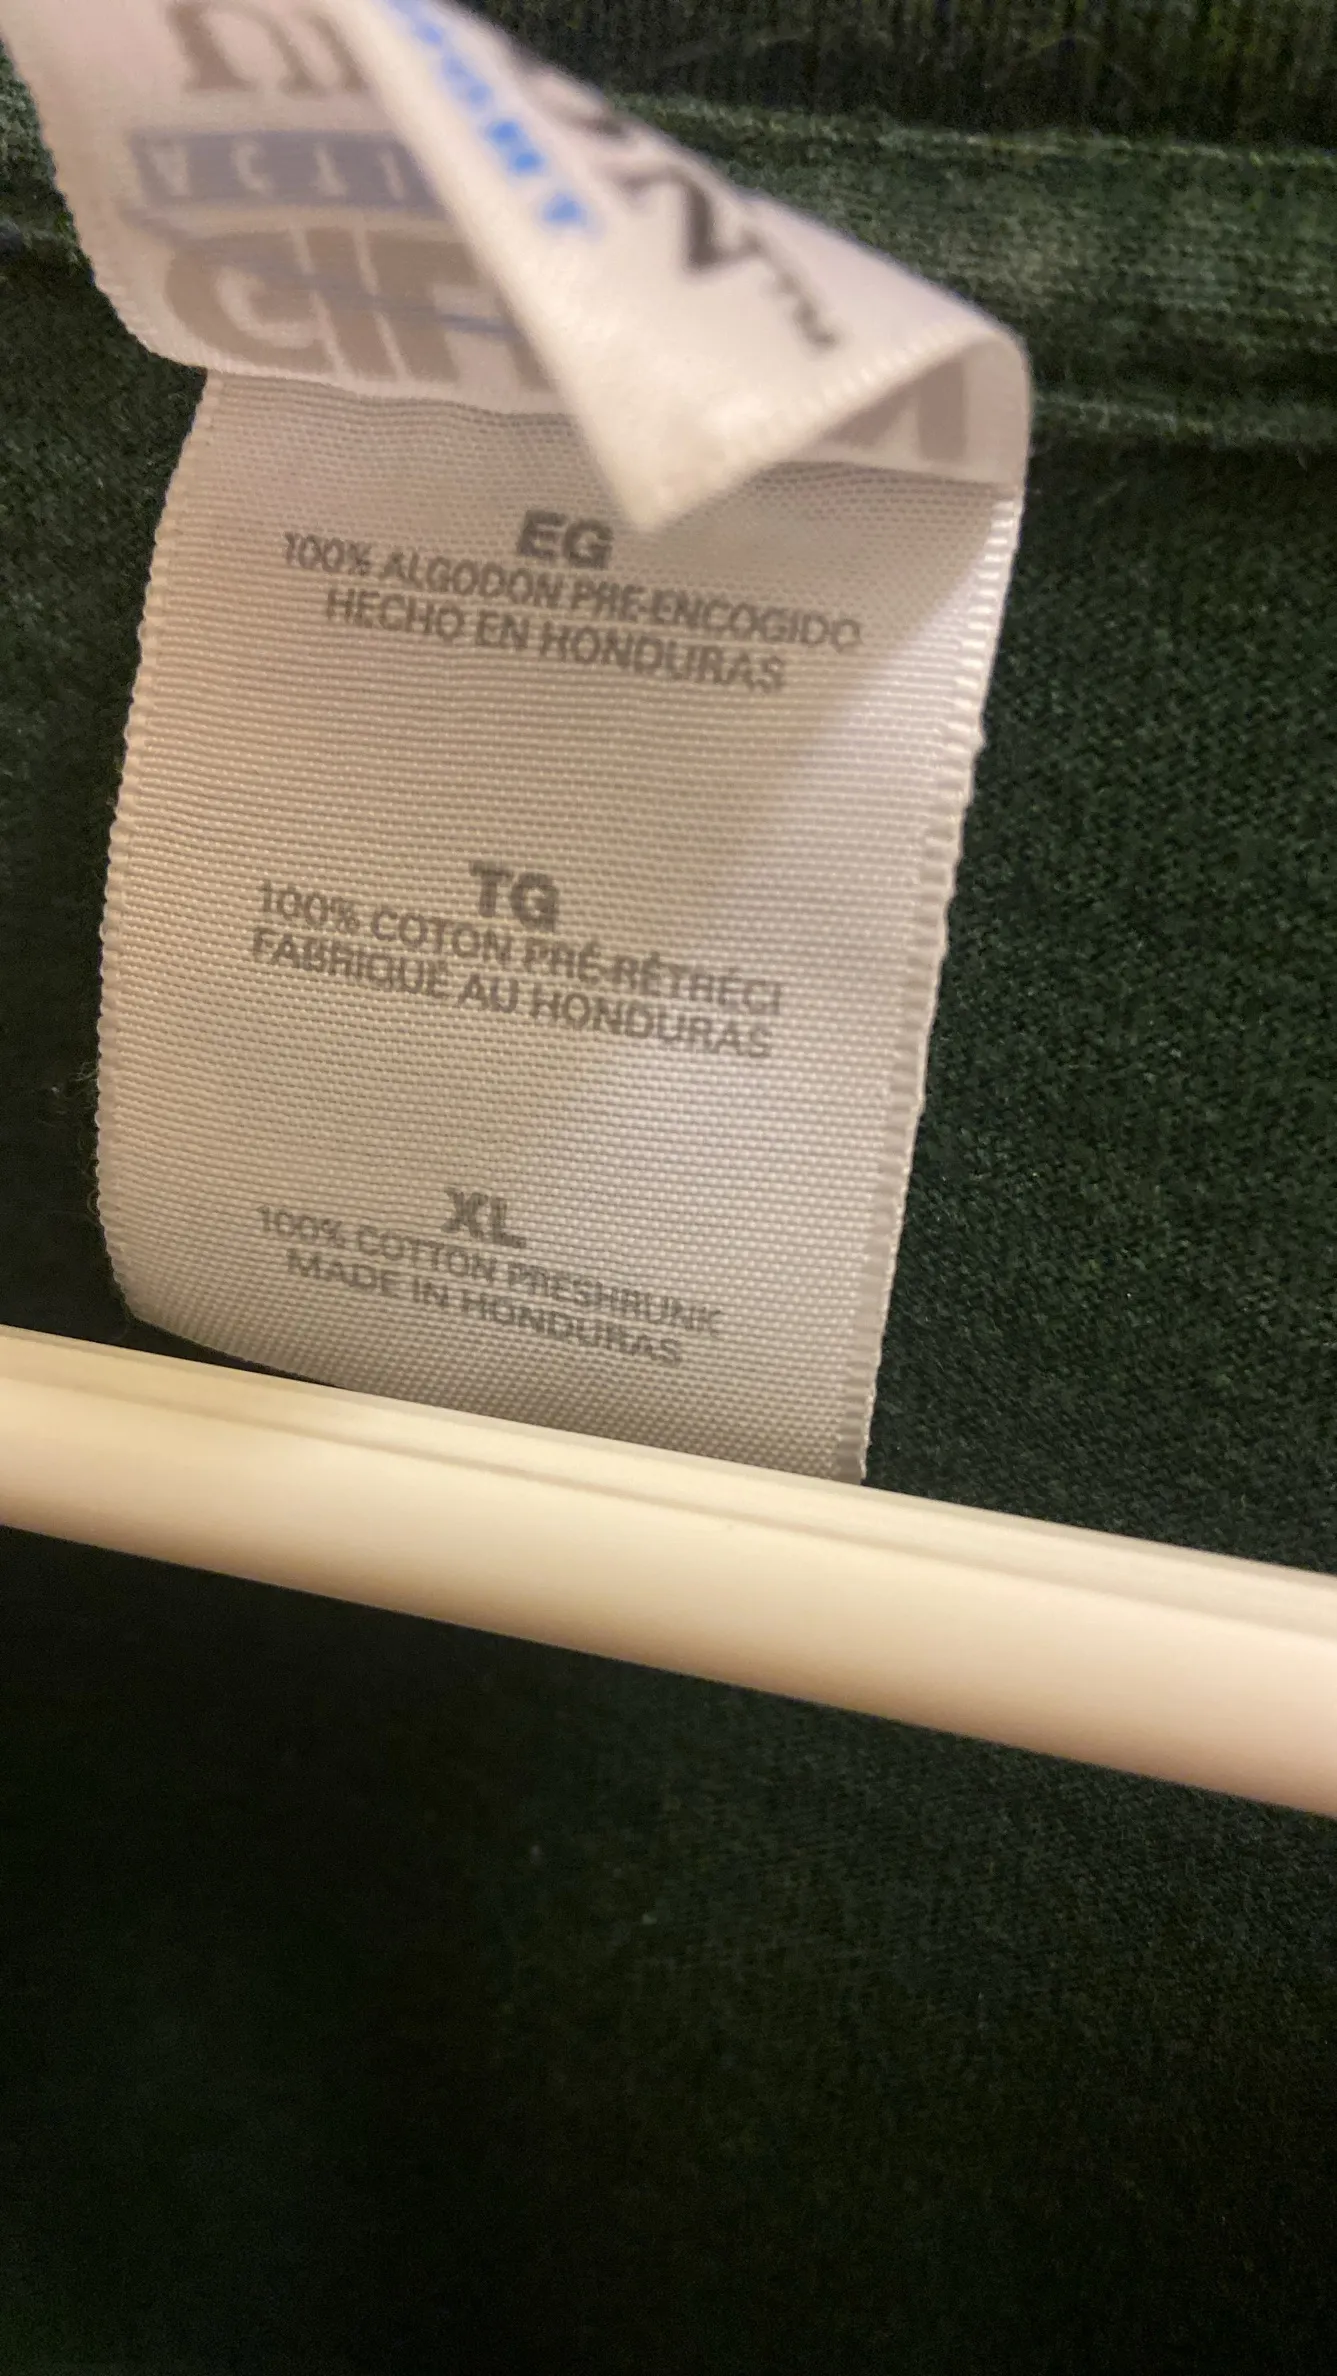 EG
100% ALGODON PRE-ENCOGIDO
HECHO EN HONDURAS
TG
100% COTON PRÉ-RÉTRÉCI
FABRIQUÉ AU HONDURAS
XL
100% COTTON PRESHRUNK
MADE IN HONDURAS